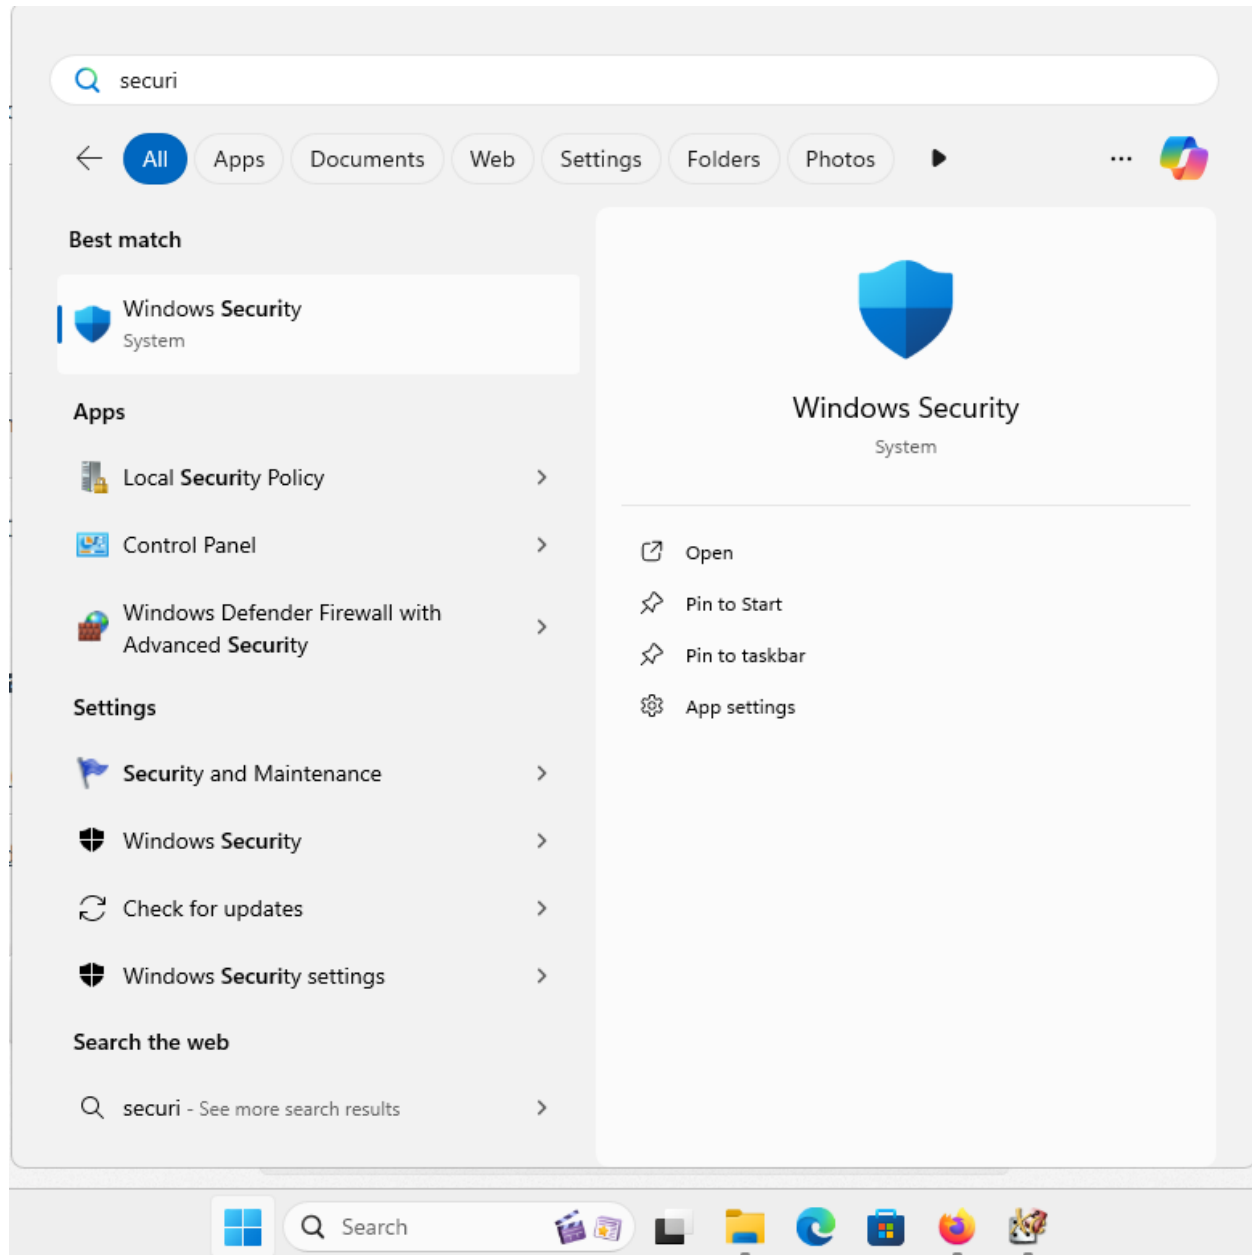 securi
All
Apps
Documents
Web
Settings
Folders
Photos
Best match
Windows Security
System
Apps
Local Security Policy
Control Panel
Windows Defender Firewall with
Advanced Security
Settings
Security and Maintenance
Windows Security
Check for updates
Windows Security settings
Search the web
securi - See more search results
Windows Security
System
Open
Pin to Start
Pin to taskbar
App settings
Search